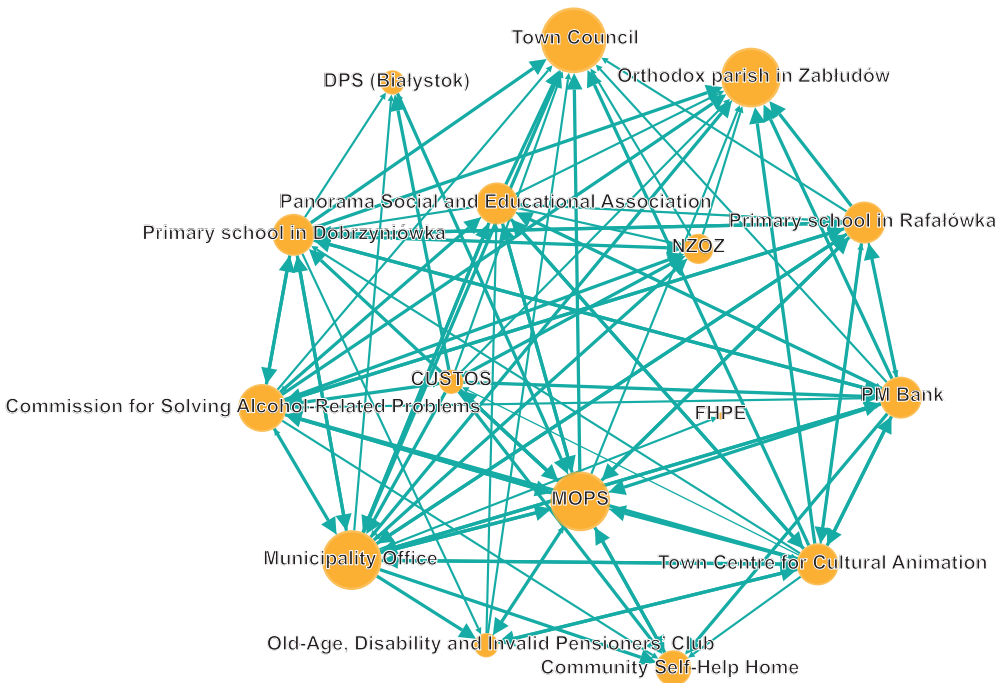 Town Council
Orthodox parish in Zabłudów
DPS (Białystok)
Panorama Social and Educational Association
Primary school in Rafałówka
Primary school in Dobrzyniówka
NZOZ
CUSTOS
PM Bank
Commission for Solving Alcohol-Related Problems
FHPE
MOPS
Municipality Office
Town Centre for Cultural Animation
Old-Age, Disability and Invalid Pensioners' Club
Community Self-Help Home